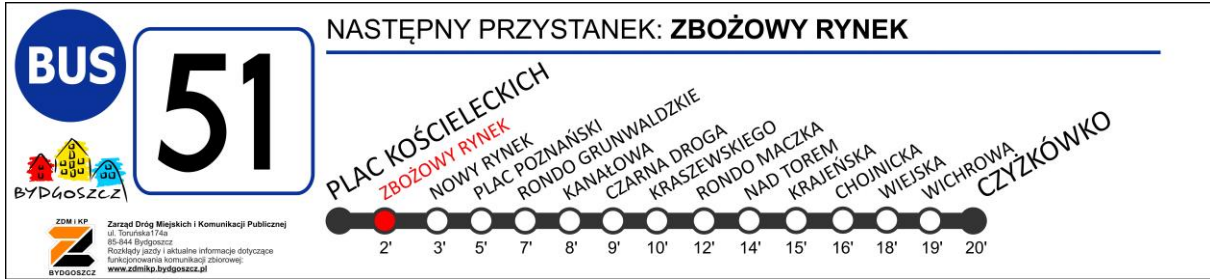 BUS
51
BYDGOSZCZ
ZDM i KP
BYDGOSZCZ
Zarząd Dróg Miejskich i Komunikacji Publicznej
ul. Toruńska174a
85-844 Bydgoszcz
Rozkłady jazdy i aktualne informacje dotyczące
funkcjonowania komunikacji zbiorowej:
www.zdmikp.bydgoszcz.pl
NASTĘPNY PRZYSTANEK: ZBOŻOWY RYNEK
PLAC KOŚCIELECKICH
ZBOŻOWY RYNEK
NOWY RYNEK
PLAC POZNAŃSKI
RONDO GRUNWALDZKIE
KANAŁOWA
CZARNA DROGA
KRASZEWSKIEGO
RONDO MACZKA
NAD TOREM
KRAJEŃSKA
CHOJNICKA
WIEJSKA
WICHROWA
CZYŻKÓWKO
2' 3' 5' 7' 8' 9' 10' 12' 14' 15' 16' 18' 19' 20'